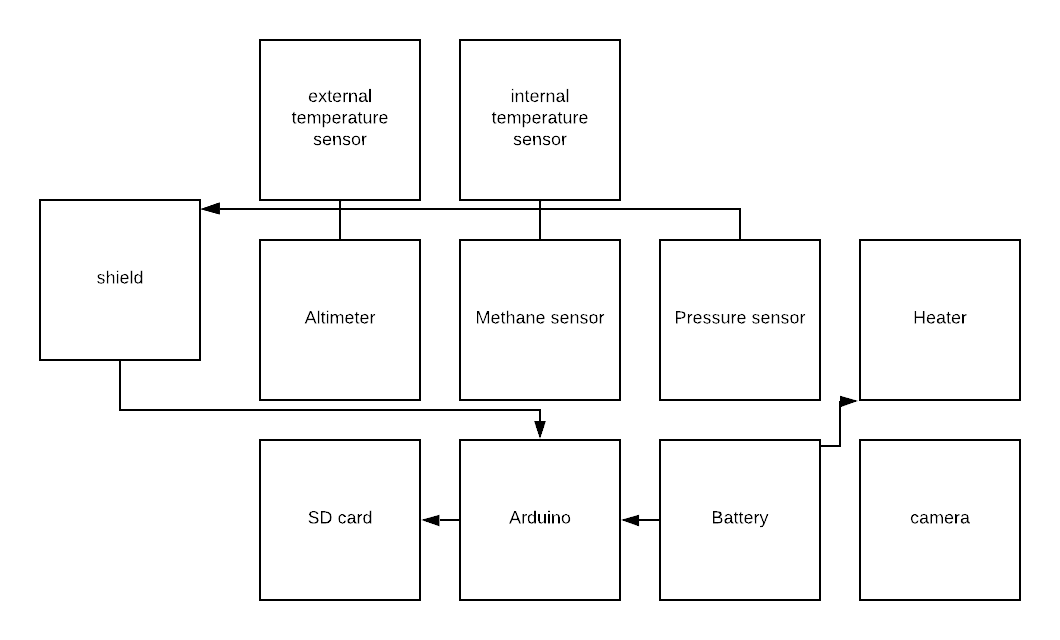 external
temperature
sensor
internal
temperature
sensor
shield
Altimeter
Methane sensor
Pressure sensor
Heater
SD card
Arduino
Battery
camera